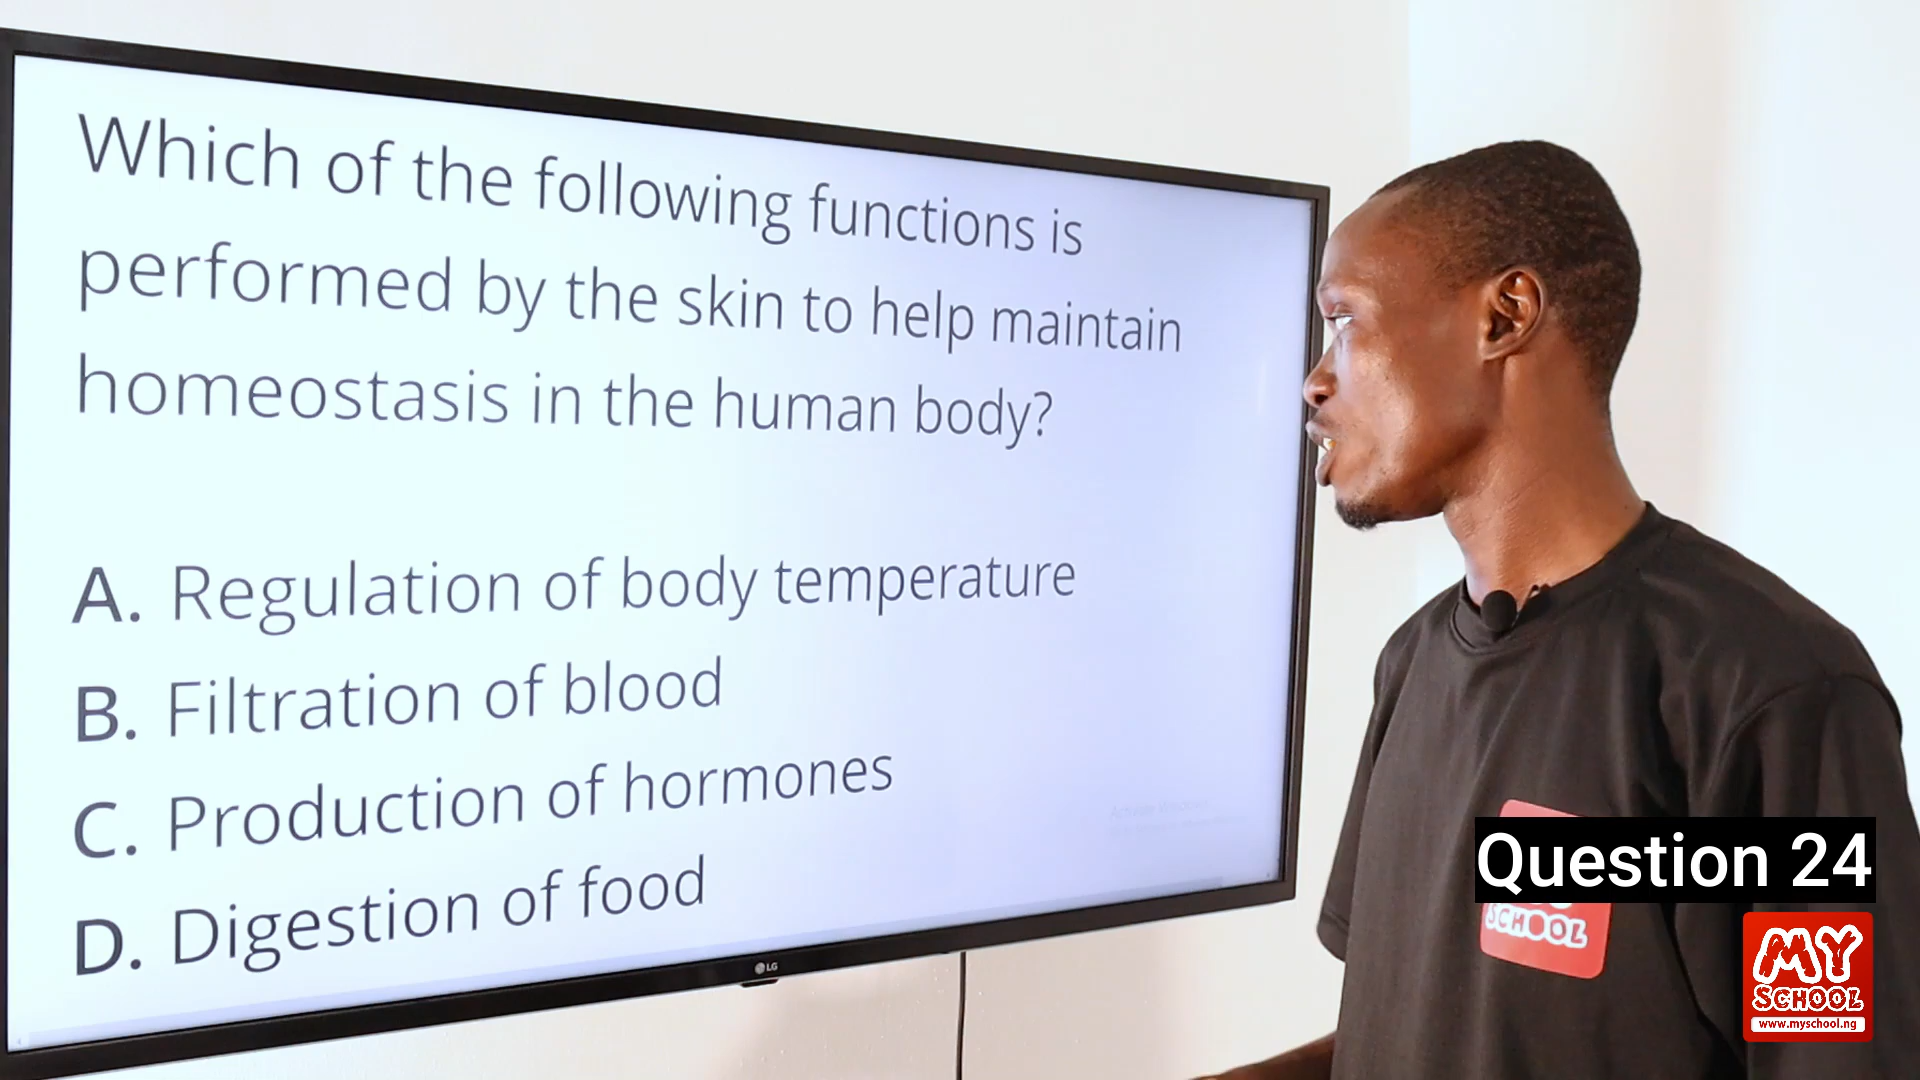 Which of the following functions is
performed by the skin to help maintain
homeostasis in the human body?
A. Regulation of body temperature
B. Filtration of blood
C. Production of hormones
D. Digestion of food
LG
Question 24
SCHOOL
MY
SCHOOL
www.myschool.ng